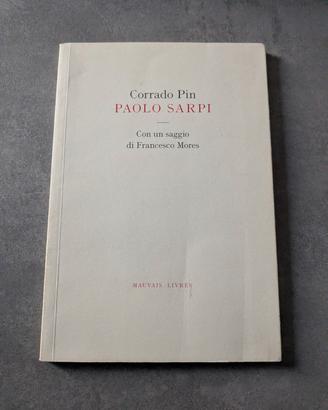 Corrado Pin
PAOLO SARPI
Con un saggio
di Francesco Mores
MAUVAIS LIVRES